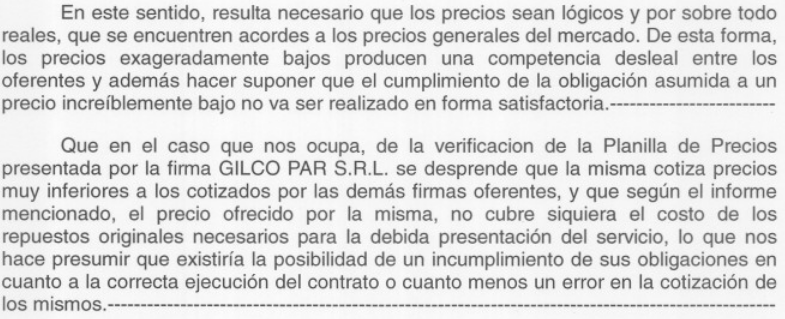 En este sentido, resulta necesario que los precios sean lógicos y por sobre todo
reales, que se encuentren acordes a los precios generales del mercado. De esta forma,
los precios exageradamente bajos producen una competencia desleal entre los
oferentes y además hacer suponer que el cumplimiento de la obligación asumida a un
precio increíblemente bajo no va ser realizado en forma satisfactoria.-------------------------
Que en el caso que nos ocupa, de la verificacion de la Planilla de Precios
presentada por la firma GILCO PAR S.R.L. se desprende que la misma cotiza precios
muy inferiores a los cotizados por las demás firmas oferentes, y que según el informe
mencionado, el precio ofrecido por la misma, no cubre siquiera el costo de los
repuestos originales necesarios para la debida presentación del servicio, lo que nos
hace presumir que existiría la posibilidad de un incumplimiento de sus obligaciones en
cuanto a la correcta ejecución del contrato o cuanto menos un error en la cotización de
los mismos.----------------------------------------------------------------------------------------------------